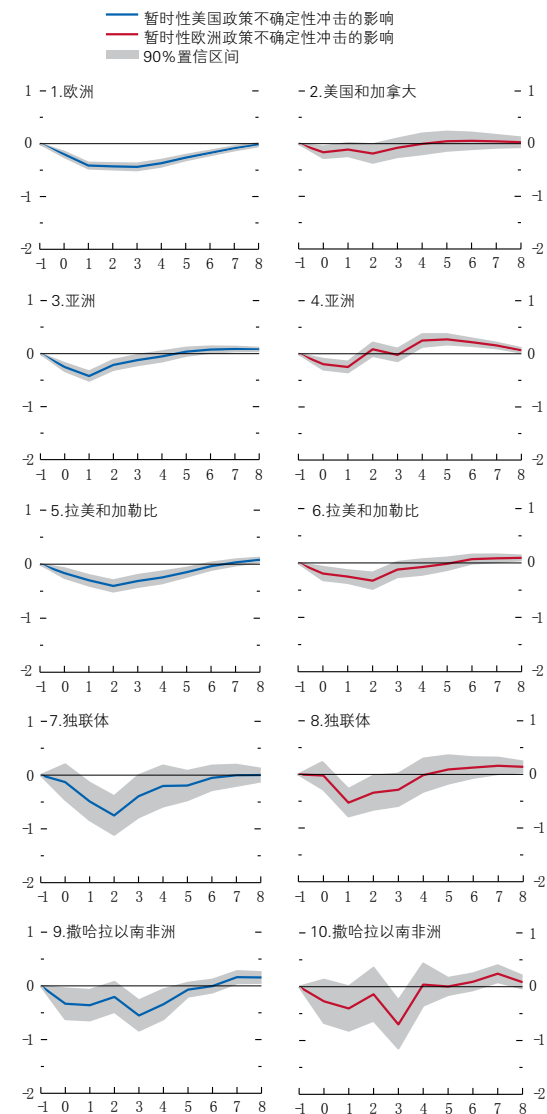 暂时性美国政策不确定性冲击的影响
暂时性欧洲政策不确定性冲击的影响
90%置信区间
1.欧洲
1
0
-1
-2
-1 0 1 2 3 4 5 6 7 8
2.美国和加拿大
1
0
-1
-2
-1 0 1 2 3 4 5 6 7 8
3.亚洲
1
0
-1
-2
-1 0 1 2 3 4 5 6 7 8
4.亚洲
1
0
-1
-2
-1 0 1 2 3 4 5 6 7 8
5.拉美和加勒比
1
0
-1
-2
-1 0 1 2 3 4 5 6 7 8
6.拉美和加勒比
1
0
-1
-2
-1 0 1 2 3 4 5 6 7 8
7.独联体
1
0
-1
-2
-1 0 1 2 3 4 5 6 7 8
8.独联体
1
0
-1
-2
-1 0 1 2 3 4 5 6 7 8
9.撒哈拉以南非洲
1
0
-1
-2
-1 0 1 2 3 4 5 6 7 8
10.撒哈拉以南非洲
1
0
-1
-2
-1 0 1 2 3 4 5 6 7 8